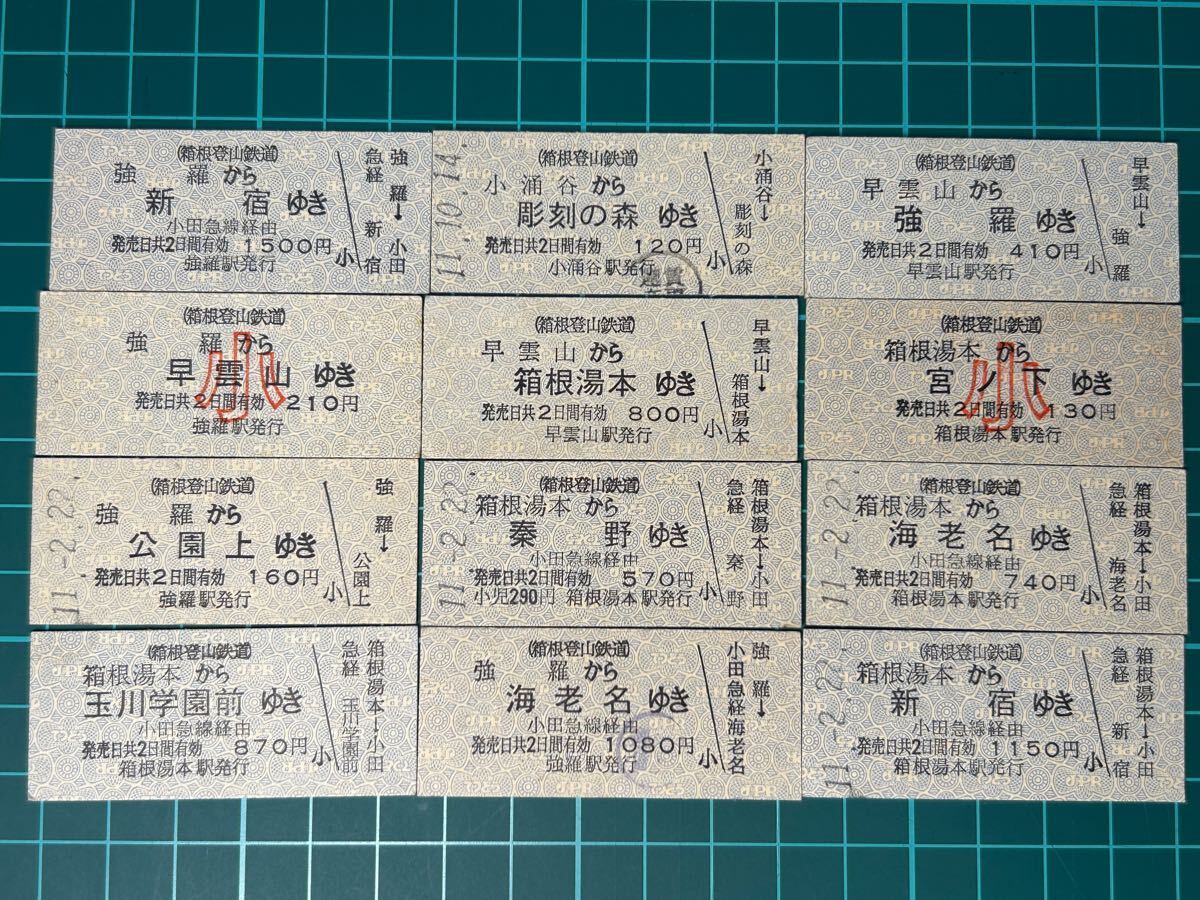 (箱根登山鉄道)
強羅から
新宿ゆき
小田急線経由
発売日共2日間有効 1500円
強羅駅発行
小
強羅→小田
急経 新宿
11.10.14.
(箱根登山鉄道)
小涌谷から
彫刻の森ゆき
発売日共2日間有効 120円
小涌谷駅発行
小
小涌谷→
彫刻の森
(箱根登山鉄道)
早雲山から
強羅ゆき
発売日共2日間有効 410円
早雲山駅発行
小
早雲山→
強羅
(箱根登山鉄道)
強羅から
早雲山ゆき
発売日共2日間有効 210円
強羅駅発行
小
(箱根登山鉄道)
早雲山から
箱根湯本ゆき
発売日共2日間有効 800円
早雲山駅発行
小
早雲山→
箱根湯本
(箱根登山鉄道)
箱根湯本から
宮ノ下ゆき
発売日共2日間有効 130円
箱根湯本駅発行
小
11.-2.22.
(箱根登山鉄道)
強羅から
公園上ゆき
発売日共2日間有効 160円
強羅駅発行
小
強羅→
公園上
11.-2.22.
(箱根登山鉄道)
箱根湯本から
秦野ゆき
小田急線経由
発売日共2日間有効 570円
小児290円 箱根湯本駅発行
箱根湯本→小田
急経 秦野
11.-2.22.
(箱根登山鉄道)
箱根湯本から
海老名ゆき
小田急線経由
発売日共2日間有効 740円
箱根湯本駅発行
小
箱根湯本→小田
急経 海老名
(箱根登山鉄道)
箱根湯本から
玉川学園前ゆき
小田急線経由
発売日共2日間有効 870円
箱根湯本駅発行
小
箱根湯本→小田
急経 玉川学園前
(箱根登山鉄道)
強羅から
海老名ゆき
小田急線経由
発売日共2日間有効 1080円
強羅駅発行
小
強羅→
小田急経海老名
11.-2.22.
(箱根登山鉄道)
箱根湯本から
新宿ゆき
小田急線経由
発売日共2日間有効 1150円
箱根湯本駅発行
小
箱根湯本→小田
急経 新宿